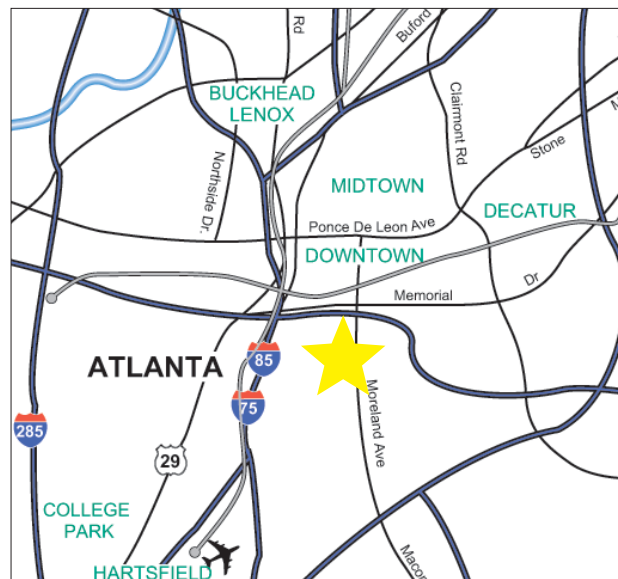 Rd
Buford
BUCKHEAD
LENOX
Clairmont Rd
Stone
Northside Dr.
MIDTOWN
DECATUR
Ponce De Leon Ave
DOWNTOWN
Memorial
Dr
ATLANTA
85
75
285
29
Moreland Ave
COLLEGE
PARK
HARTSFIELD